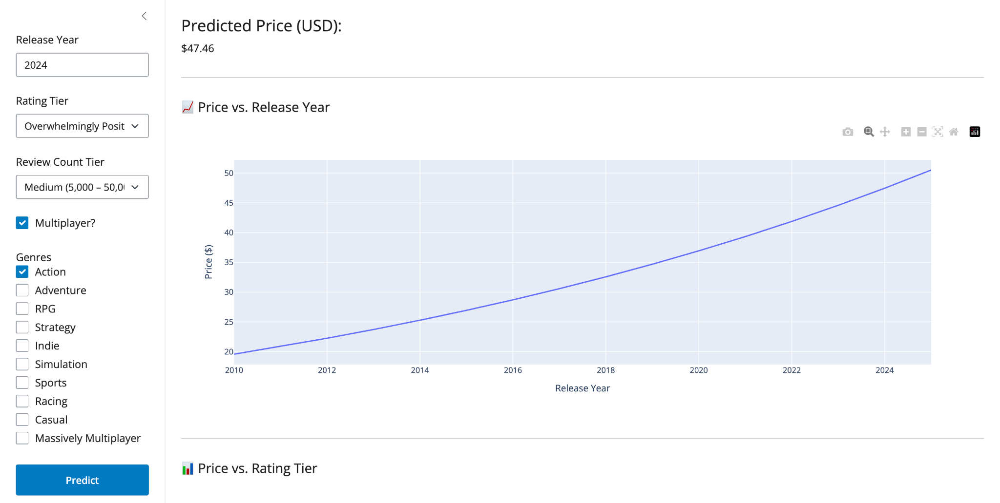 Release Year
2024
Rating Tier
Overwhelmingly Posit
Review Count Tier
Medium (5,000 – 50,0
Multiplayer?
Genres
Action
Adventure
RPG
Strategy
Indie
Simulation
Sports
Racing
Casual
Massively Multiplayer
Predict
Predicted Price (USD):
$47.46
Price vs. Release Year
Price ($)
50
45
40
35
30
25
20
2010 2012 2014 2016 2018 2020 2022 2024
Release Year
Price vs. Rating Tier